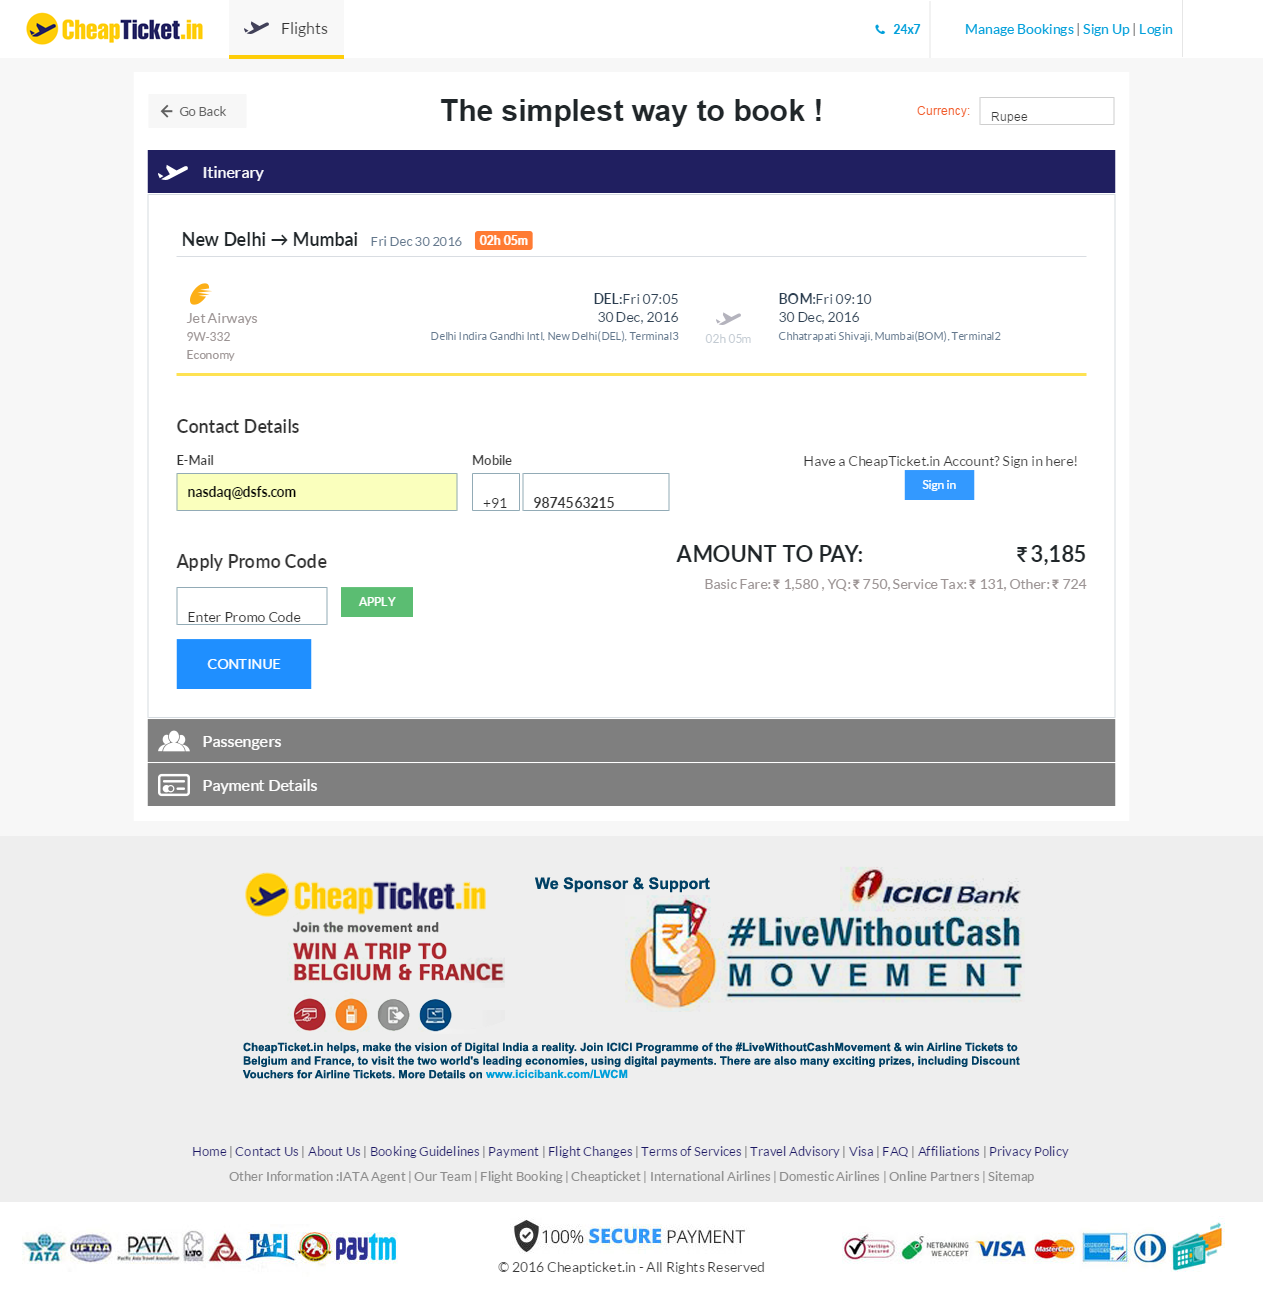 CheapTicket.in
Flights
24x7
Manage Bookings | Sign Up | Login
Go Back
The simplest way to book !
Currency:
Rupee
Itinerary
New Delhi → Mumbai Fri Dec 30 2016 02h 05m
Jet Airways
9W-332
Economy
DEL:Fri 07:05
30 Dec, 2016
Delhi Indira Gandhi Intl, New Delhi(DEL), Terminal3
02h 05m
BOM:Fri 09:10
30 Dec, 2016
Chhatrapati Shivaji, Mumbai(BOM), Terminal2
Contact Details
E-Mail
nasdaq@dsfs.com
Mobile
+91
9874563215
Have a CheapTicket.in Account? Sign in here!
Sign in
Apply Promo Code
Enter Promo Code
APPLY
AMOUNT TO PAY: ₹ 3,185
Basic Fare: ₹ 1,580 , YQ: ₹ 750, Service Tax: ₹ 131, Other: ₹ 724
CONTINUE
Passengers
Payment Details
CheapTicket.in
Join the movement and
WIN A TRIP TO
BELGIUM & FRANCE
We Sponsor & Support
ICICI Bank
#LiveWithoutCash
MOVEMENT
CheapTicket.in helps, make the vision of Digital India a reality. Join ICICI Programme of the #LiveWithoutCashMovement & win Airline Tickets to
Belgium and France, to visit the two world's leading economies, using digital payments. There are also many exciting prizes, including Discount
Vouchers for Airline Tickets. More Details on www.icicibank.com/LWCM
Home | Contact Us | About Us | Booking Guidelines | Payment | Flight Changes | Terms of Services | Travel Advisory | Visa | FAQ | Affiliations | Privacy Policy
Other Information :IATA Agent | Our Team | Flight Booking | Cheapticket | International Airlines | Domestic Airlines | Online Partners | Sitemap
IATA
UFTAA
PATA
Pacific Asia Travel Association
IATO
TAFI
paytm
100% SECURE PAYMENT
© 2016 Cheapticket.in - All Rights Reserved
VeriSign
Secured
NETBANKING
WE ACCEPT
VISA
MasterCard